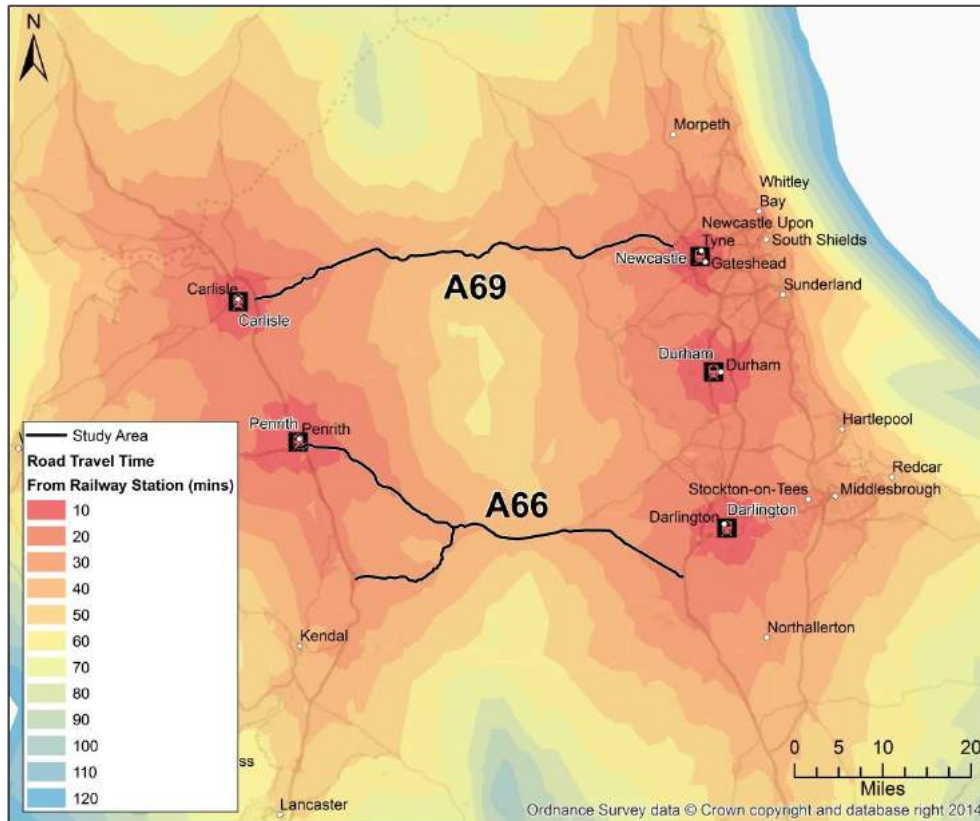 N
Morpeth
Whitley
Bay
Newcastle Upon
Tyne
South Shields
Newcastle
Gateshead
Sunderland
A69
Carlisle
Carlisle
Durham
Durham
Penrith
Penrith
Hartlepool
Redcar
Stockton-on-Tees
Middlesbrough
A66
Darlington
Darlington
Northallerton
Kendal
Study Area
Road Travel Time
From Railway Station (mins)
10
20
30
40
50
60
70
80
90
100
110
120
ss
Lancaster
0 5 10 20
Miles
Ordnance Survey data © Crown copyright and database right 2014